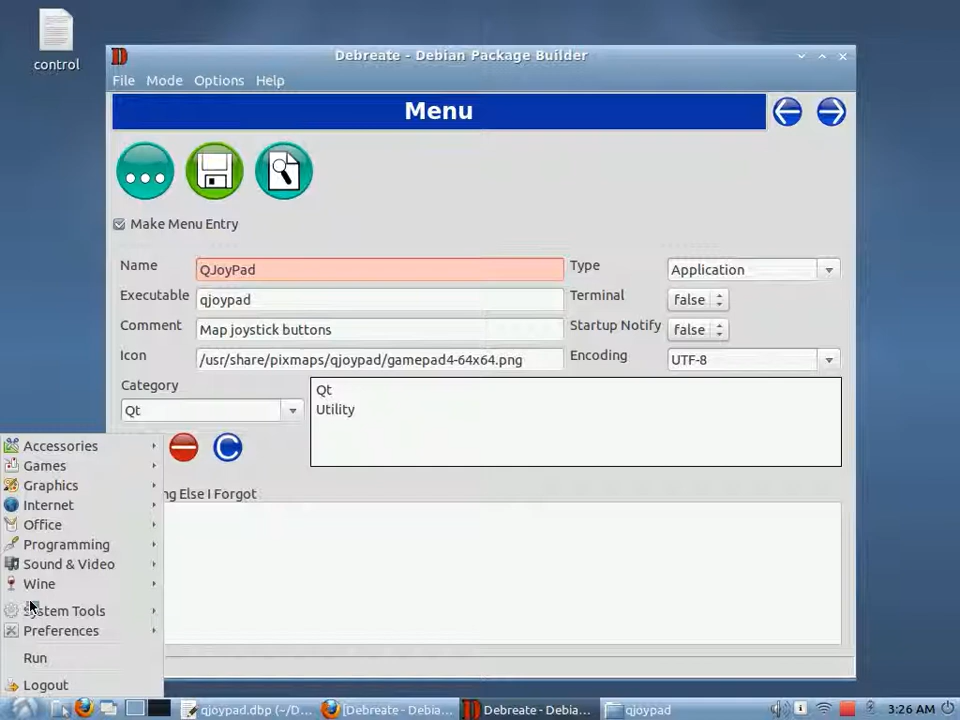 control
Debreate - Debian Package Builder
File Mode Options Help
Menu
Make Menu Entry
Name QJoyPad Type Application
Executable qjoypad Terminal false
Comment Map joystick buttons Startup Notify false
Icon /usr/share/pixmaps/qjoypad/gamepad4-64x64.png Encoding UTF-8
Category
Qt
Qt
Utility
ng Else I Forgot
Accessories
Games
Graphics
Internet
Office
Programming
Sound & Video
Wine
System Tools
Preferences
Run
Logout
qjoypad.dbp (~/D... [Debreate - Debia... Debreate - Debia... qjoypad 3:26 AM